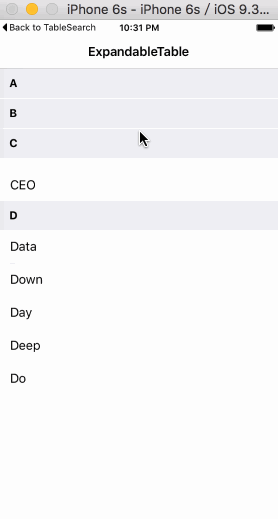 iPhone 6s - iPhone 6s / iOS 9.3...
Back to TableSearch 10:31 PM
ExpandableTable
A
B
C
CEO
D
Data
Down
Day
Deep
Do